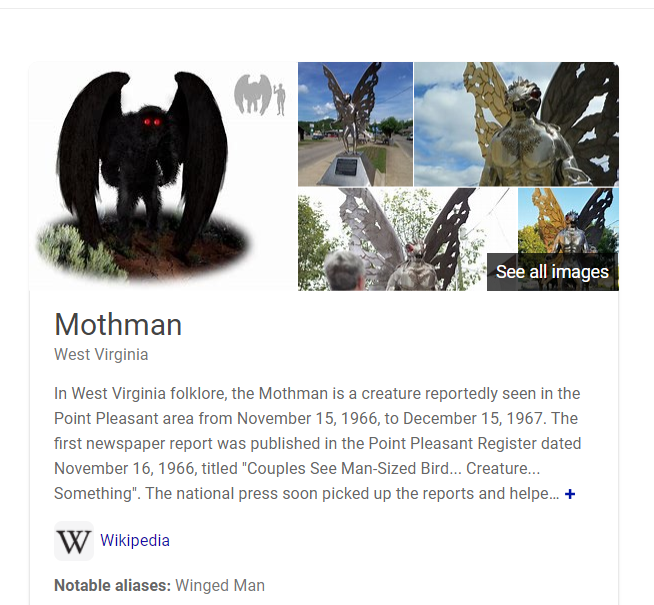 See all images
Mothman
West Virginia
In West Virginia folklore, the Mothman is a creature reportedly seen in the
Point Pleasant area from November 15, 1966, to December 15, 1967. The
first newspaper report was published in the Point Pleasant Register dated
November 16, 1966, titled "Couples See Man-Sized Bird... Creature...
Something". The national press soon picked up the reports and helpe... +
W Wikipedia
Notable aliases: Winged Man